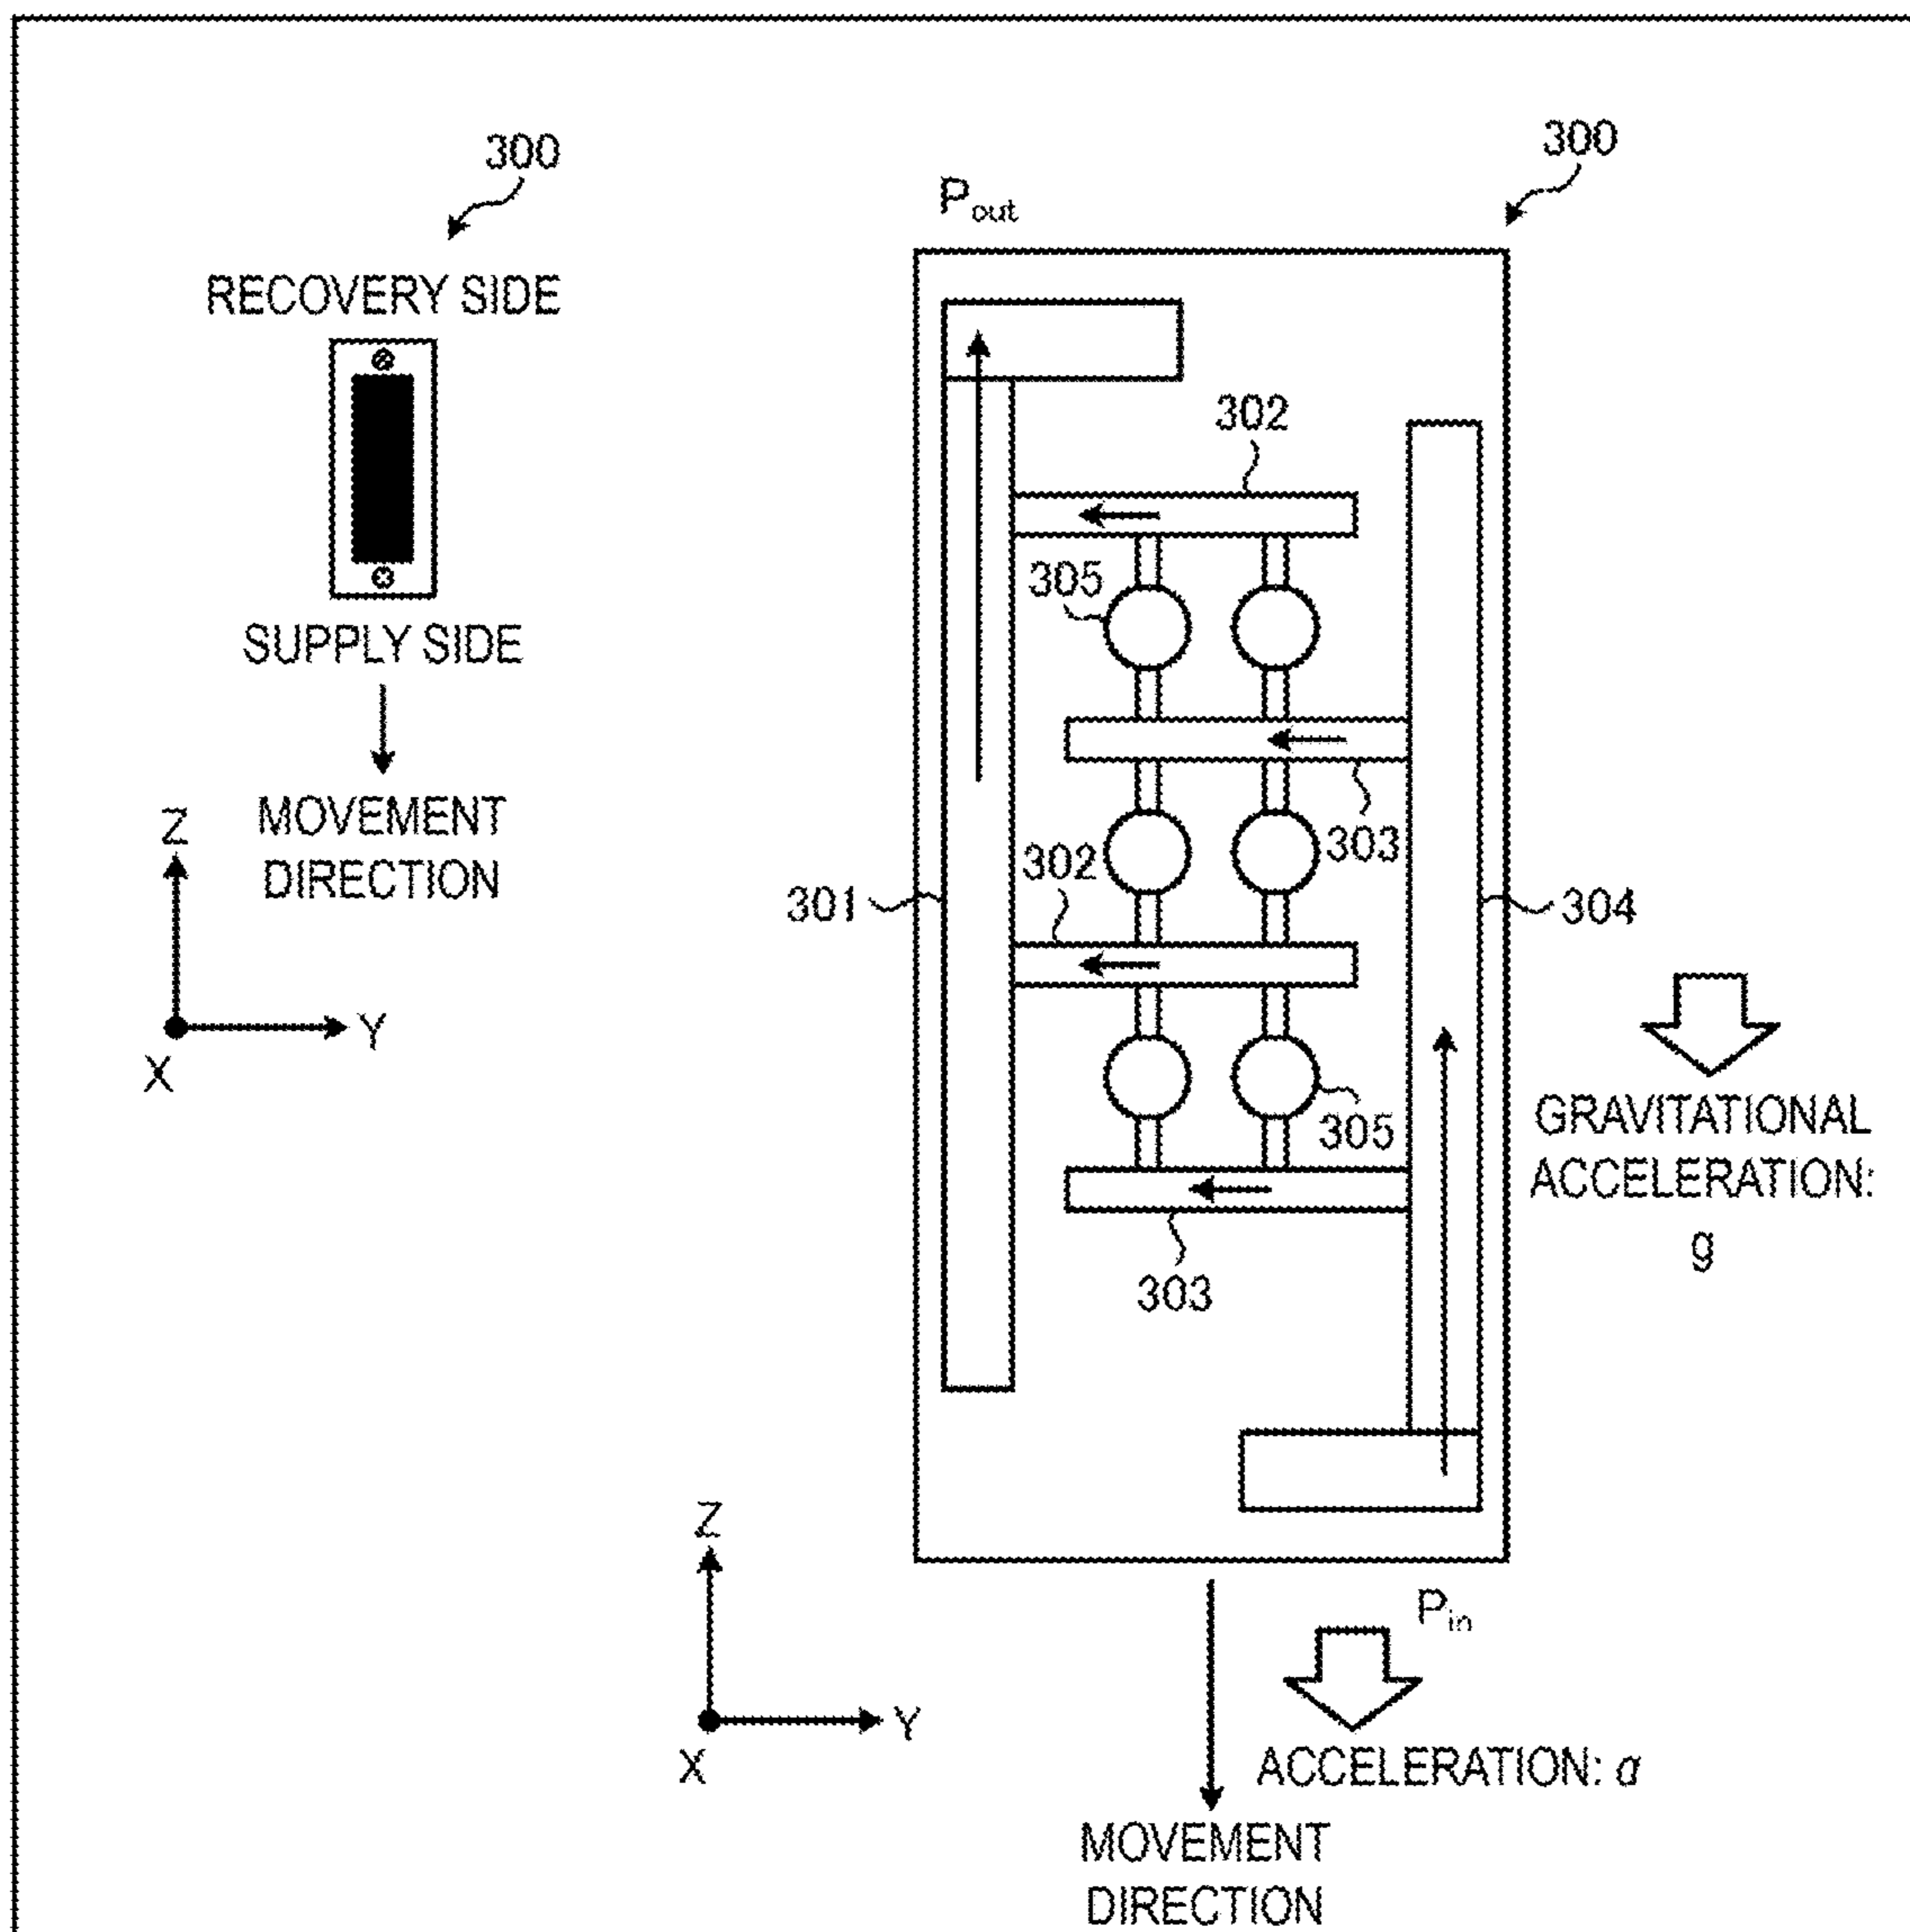 300
RECOVERY SIDE
SUPPLY SIDE
MOVEMENT
DIRECTION
Z
Y
X
300
Pout
302
305
303
302
301
304
305
303
GRAVITATIONAL
ACCELERATION:
g
Pin
Z
Y
X
ACCELERATION: α
MOVEMENT
DIRECTION